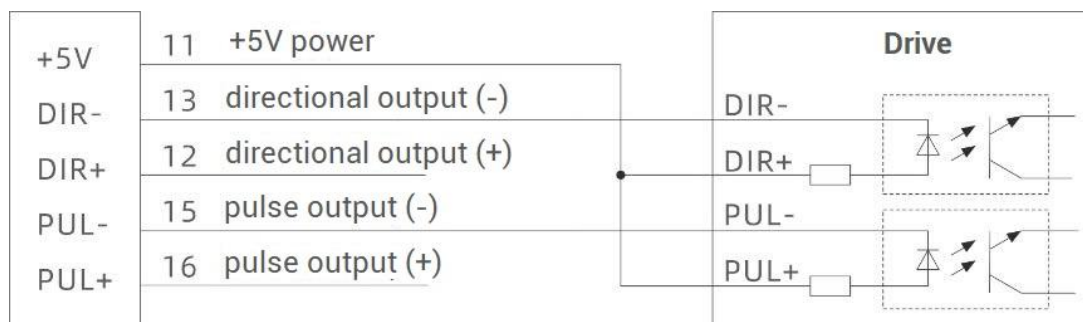 +5V 11 +5V power Drive
DIR- 13 directional output (-) DIR-
DIR+ 12 directional output (+) DIR+
PUL- 15 pulse output (-) PUL-
PUL+ 16 pulse output (+) PUL+